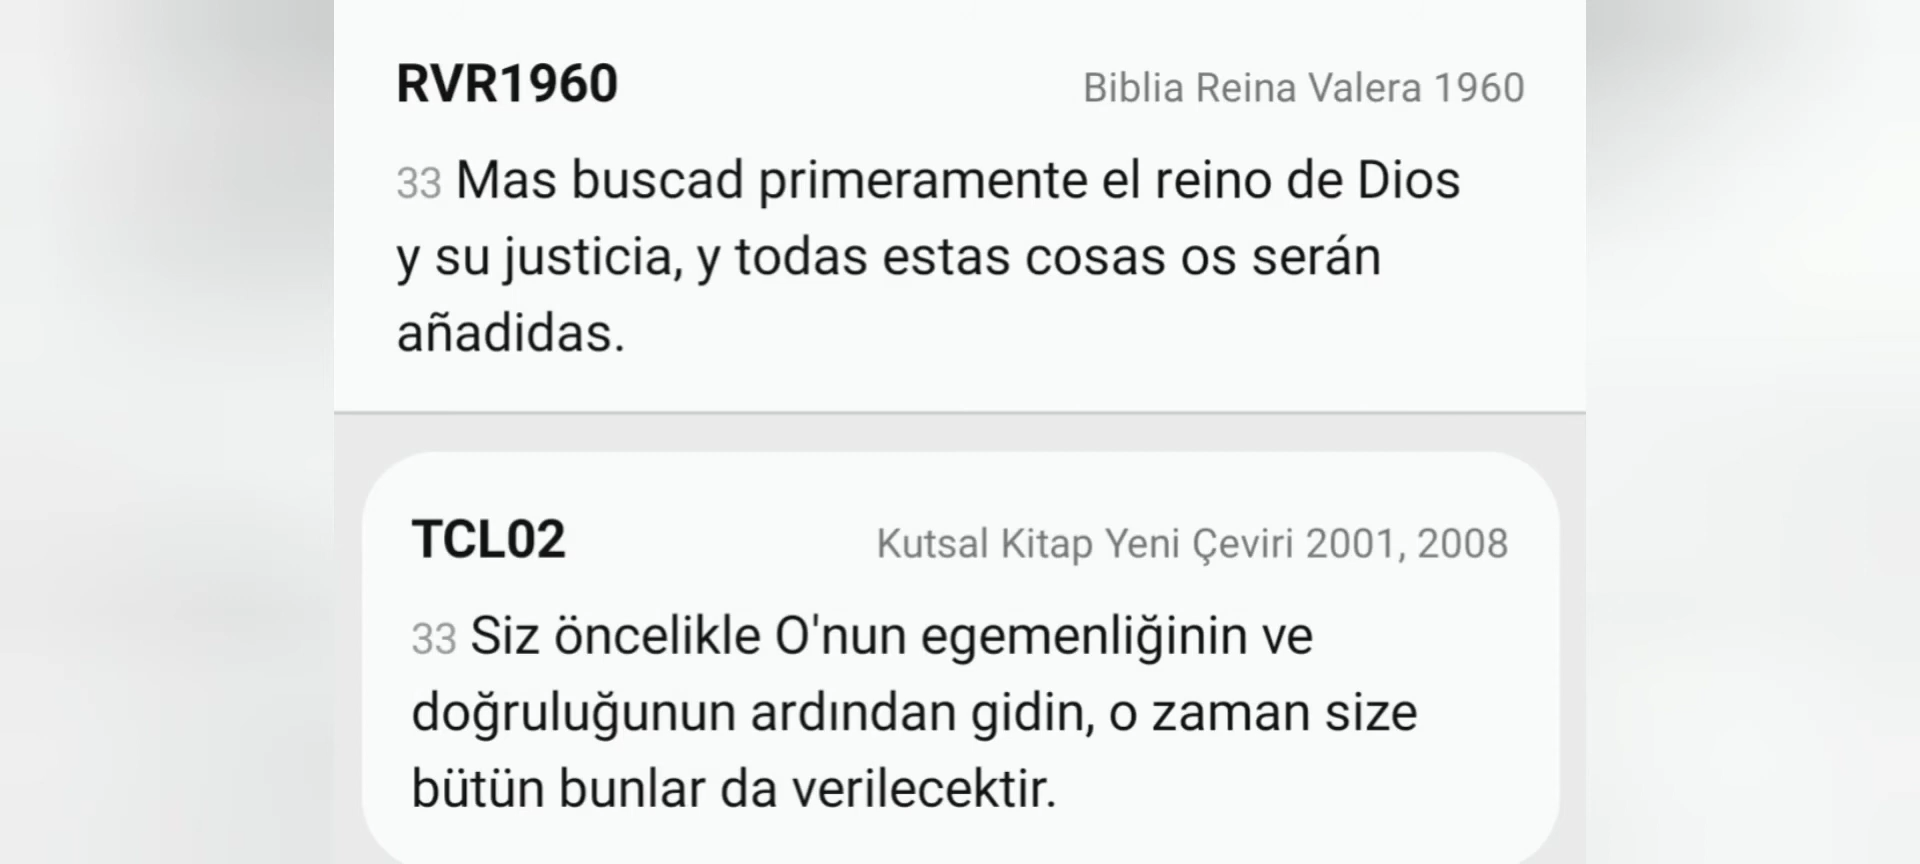 RVR1960 Biblia Reina Valera 1960
33 Mas buscad primeramente el reino de Dios
y su justicia, y todas estas cosas os serán
añadidas.
TCL02 Kutsal Kitap Yeni Çeviri 2001, 2008
33 Siz öncelikle O'nun egemenliğinin ve
doğruluğunun ardından gidin, o zaman size
bütün bunlar da verilecektir.